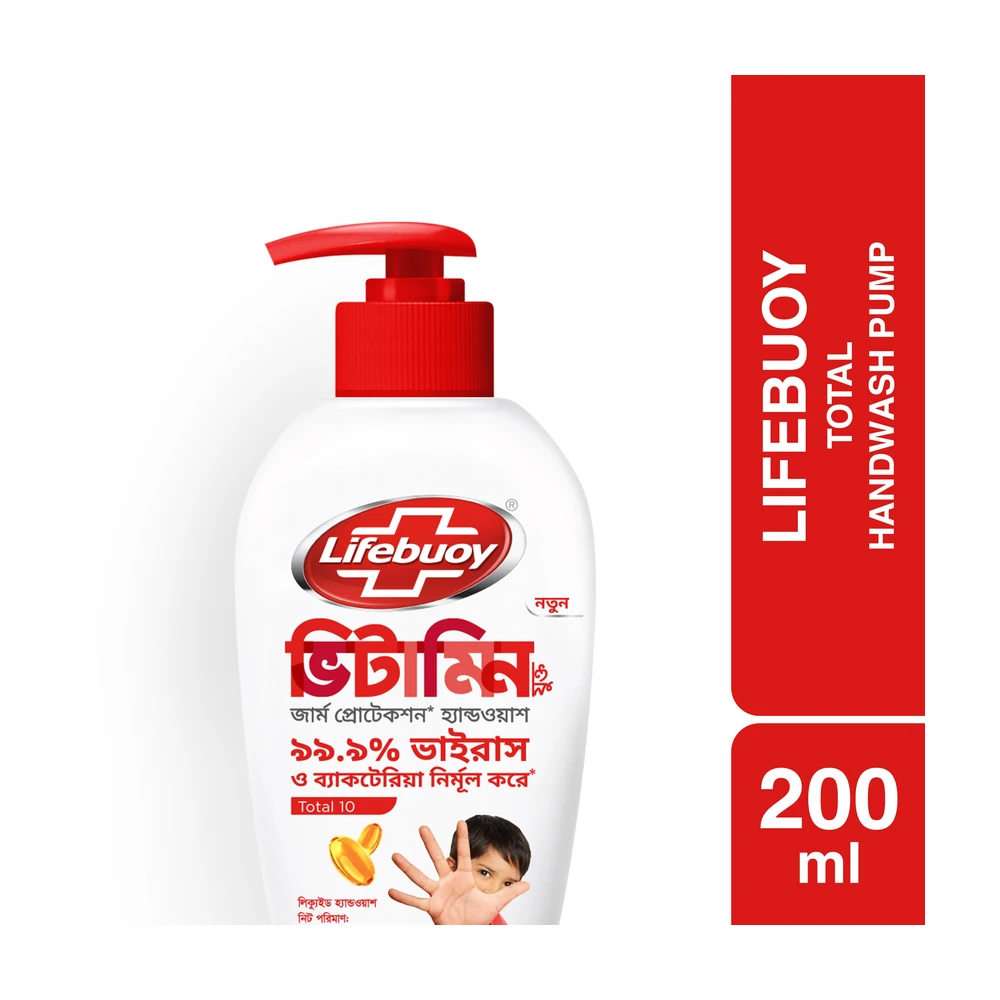 Lifebuoy
®
নতুন
ভিটামিন যুক্ত
জার্ম প্রোটেকশন* হ্যান্ডওয়াশ
৯৯.৯% ভাইরাস
ও ব্যাকটেরিয়া নির্মূল করে*
Total 10
লিক্যুইড হ্যান্ডওয়াশ
নিট পরিমাণ:
LIFEBUOY
TOTAL
HANDWASH PUMP
200
ml